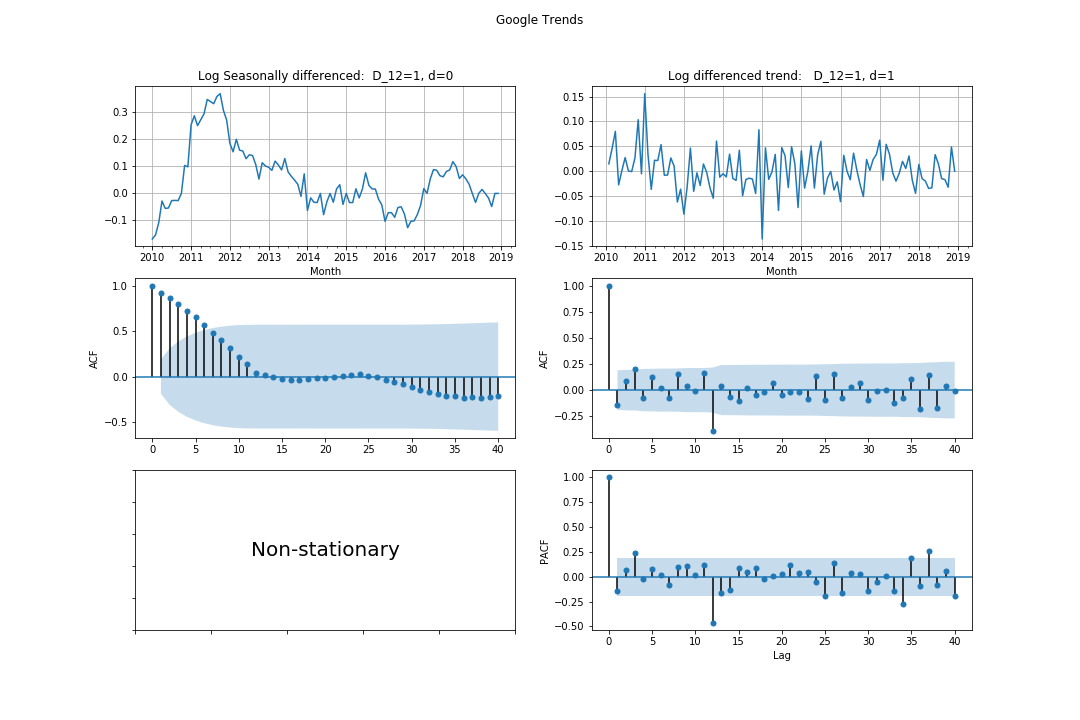 Google Trends
Log Seasonally differenced:  D_12=1, d=0
0.3
0.2
0.1
0.0
−0.1
2010 2011 2012 2013 2014 2015 2016 2017 2018 2019
Month
Log differenced trend:   D_12=1, d=1
0.15
0.10
0.05
0.00
−0.05
−0.10
−0.15
2010 2011 2012 2013 2014 2015 2016 2017 2018 2019
Month
ACF
1.0
0.5
0.0
−0.5
0 5 10 15 20 25 30 35 40
ACF
1.00
0.75
0.50
0.25
0.00
−0.25
0 5 10 15 20 25 30 35 40
Non-stationary
PACF
1.00
0.75
0.50
0.25
0.00
−0.25
−0.50
0 5 10 15 20 25 30 35 40
Lag